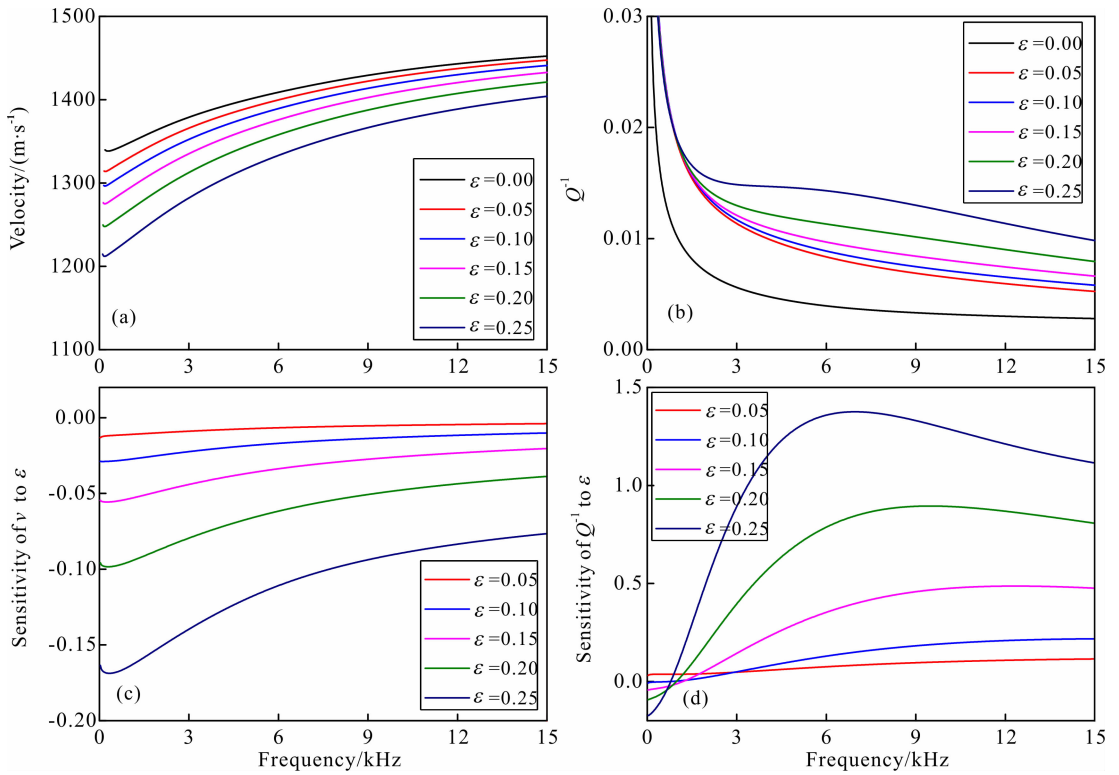 1500
1400
1300
1200
1100
Velocity/(m·s⁻¹)
ε=0.00
ε=0.05
ε=0.10
ε=0.15
ε=0.20
ε=0.25
(a)
0 3 6 9 12 15
0.03
0.02
0.01
0.00
Q⁻¹
ε=0.00
ε=0.05
ε=0.10
ε=0.15
ε=0.20
ε=0.25
(b)
0 3 6 9 12 15
0.00
-0.05
-0.10
-0.15
-0.20
Sensitivity of v to ε
ε=0.05
ε=0.10
ε=0.15
ε=0.20
ε=0.25
(c)
0 3 6 9 12 15
Frequency/kHz
1.5
1.0
0.5
0.0
Sensitivity of Q⁻¹ to ε
ε=0.05
ε=0.10
ε=0.15
ε=0.20
ε=0.25
(d)
0 3 6 9 12 15
Frequency/kHz